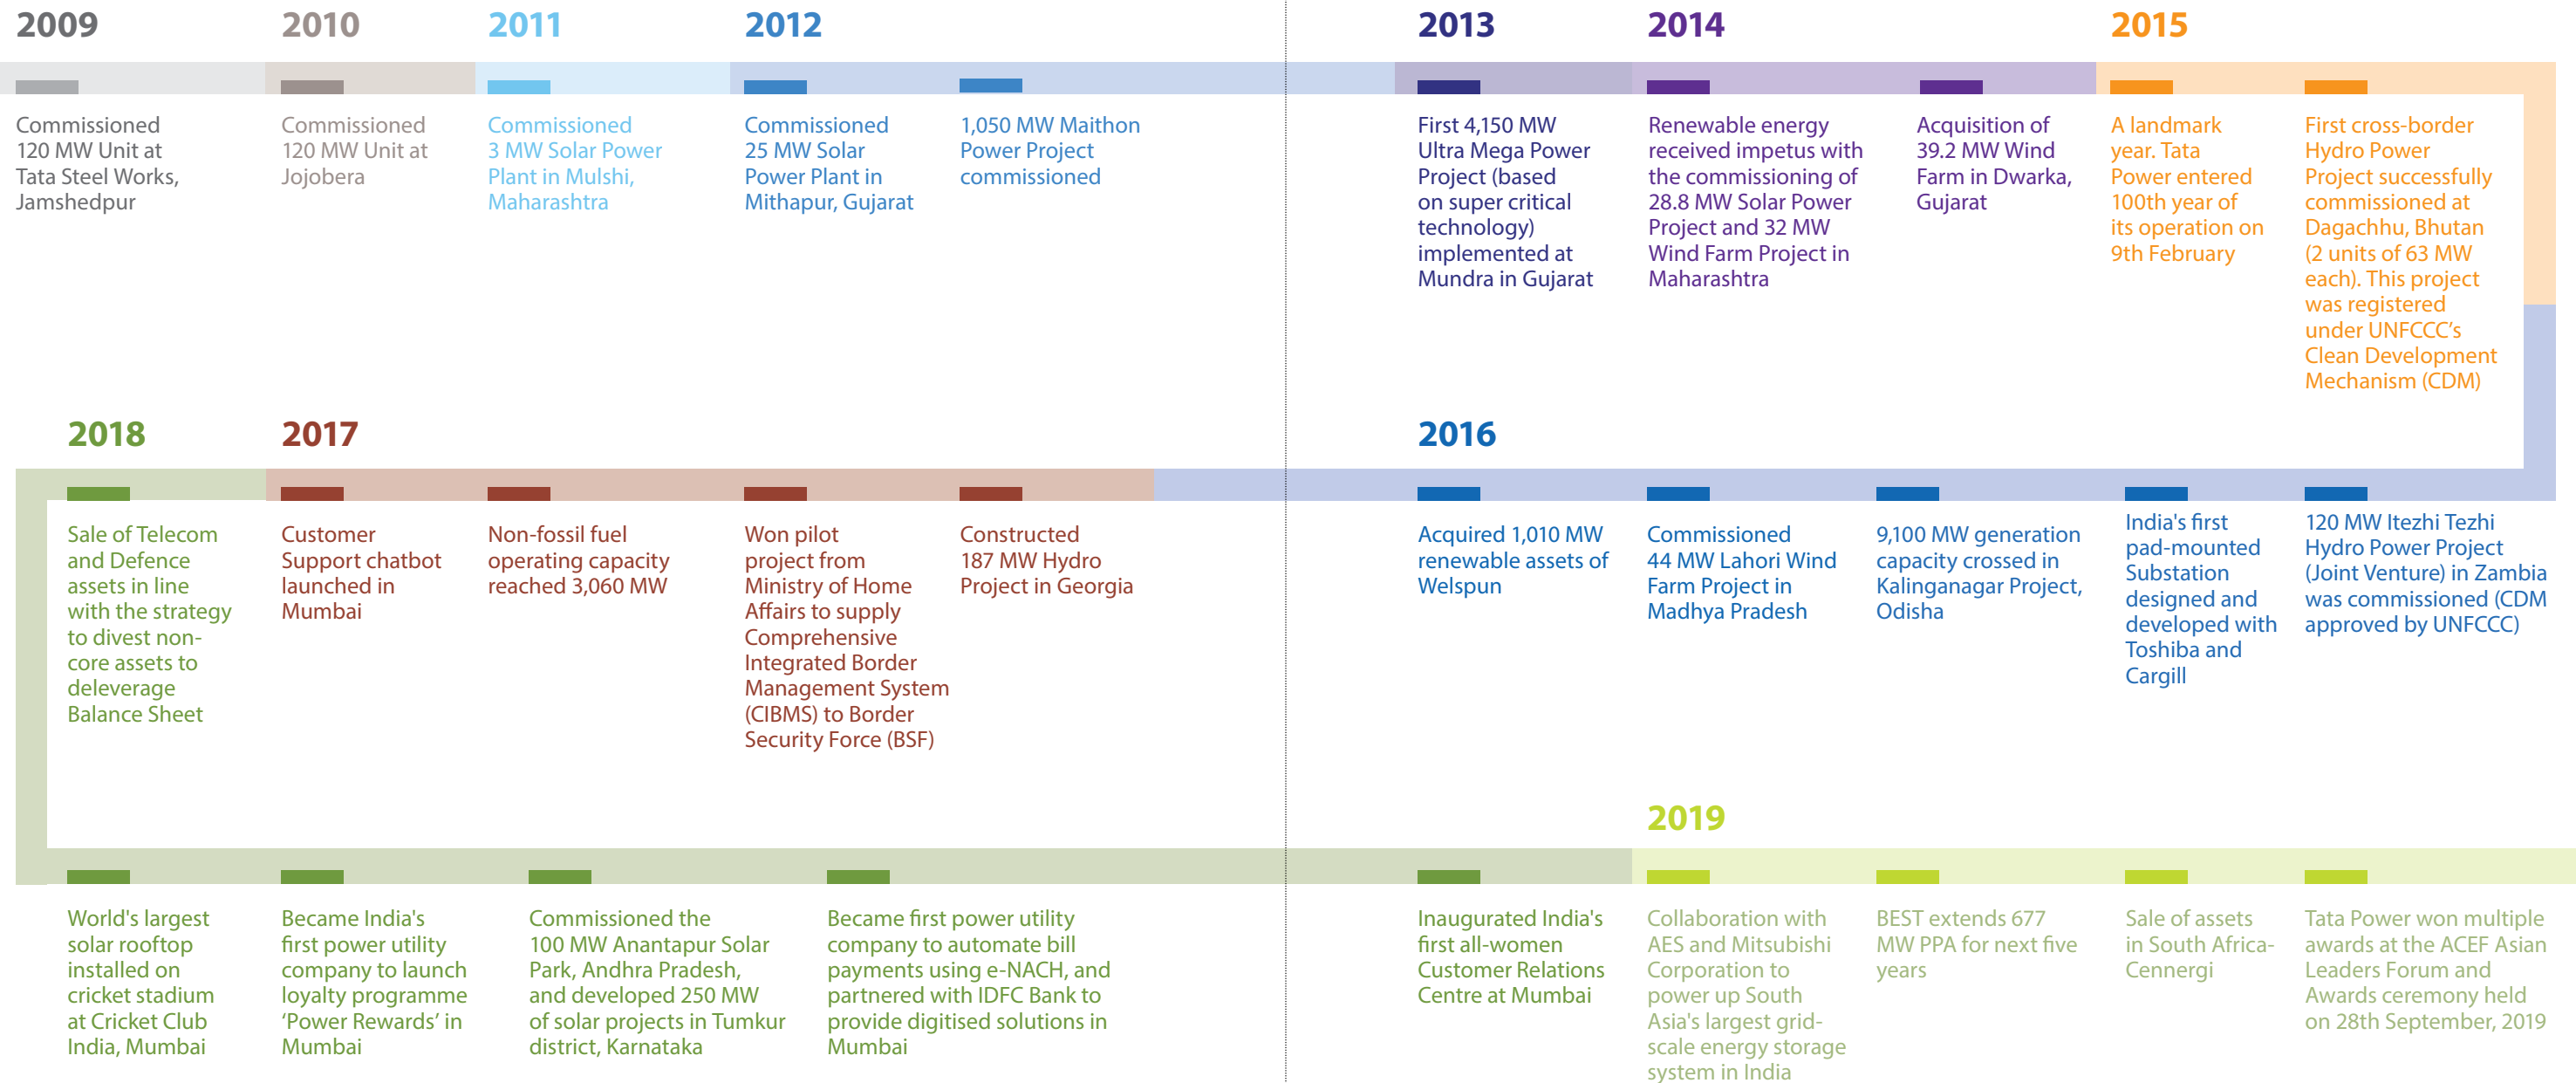 2009
Commissioned
120 MW Unit at
Tata Steel Works,
Jamshedpur
2010
Commissioned
120 MW Unit at
Jojobera
2011
Commissioned
3 MW Solar Power
Plant in Mulshi,
Maharashtra
2012
Commissioned
25 MW Solar
Power Plant in
Mithapur, Gujarat
1,050 MW Maithon
Power Project
commissioned
2013
First 4,150 MW
Ultra Mega Power
Project (based
on super critical
technology)
implemented at
Mundra in Gujarat
2014
Renewable energy
received impetus with
the commissioning of
28.8 MW Solar Power
Project and 32 MW
Wind Farm Project in
Maharashtra
Acquisition of
39.2 MW Wind
Farm in Dwarka,
Gujarat
2015
A landmark
year. Tata
Power entered
100th year of
its operation on
9th February
First cross-border
Hydro Power
Project successfully
commissioned at
Dagachhu, Bhutan
(2 units of 63 MW
each). This project
was registered
under UNFCCC’s
Clean Development
Mechanism (CDM)
2018
Sale of Telecom
and Defence
assets in line
with the strategy
to divest non-
core assets to
deleverage
Balance Sheet
2017
Customer
Support chatbot
launched in
Mumbai
Non-fossil fuel
operating capacity
reached 3,060 MW
Won pilot
project from
Ministry of Home
Affairs to supply
Comprehensive
Integrated Border
Management System
(CIBMS) to Border
Security Force (BSF)
Constructed
187 MW Hydro
Project in Georgia
2016
Acquired 1,010 MW
renewable assets of
Welspun
Commissioned
44 MW Lahori Wind
Farm Project in
Madhya Pradesh
9,100 MW generation
capacity crossed in
Kalinganagar Project,
Odisha
India's first
pad-mounted
Substation
designed and
developed with
Toshiba and
Cargill
120 MW Itezhi Tezhi
Hydro Power Project
(Joint Venture) in Zambia
was commissioned (CDM
approved by UNFCCC)
World's largest
solar rooftop
installed on
cricket stadium
at Cricket Club
India, Mumbai
Became India's
first power utility
company to launch
loyalty programme
‘Power Rewards’ in
Mumbai
Commissioned the
100 MW Anantapur Solar
Park, Andhra Pradesh,
and developed 250 MW
of solar projects in Tumkur
district, Karnataka
Became first power utility
company to automate bill
payments using e-NACH, and
partnered with IDFC Bank to
provide digitised solutions in
Mumbai
Inaugurated India's
first all-women
Customer Relations
Centre at Mumbai
2019
Collaboration with
AES and Mitsubishi
Corporation to
power up South
Asia's largest grid-
scale energy storage
system in India
BEST extends 677
MW PPA for next five
years
Sale of assets
in South Africa-
Cennergi
Tata Power won multiple
awards at the ACEF Asian
Leaders Forum and
Awards ceremony held
on 28th September, 2019